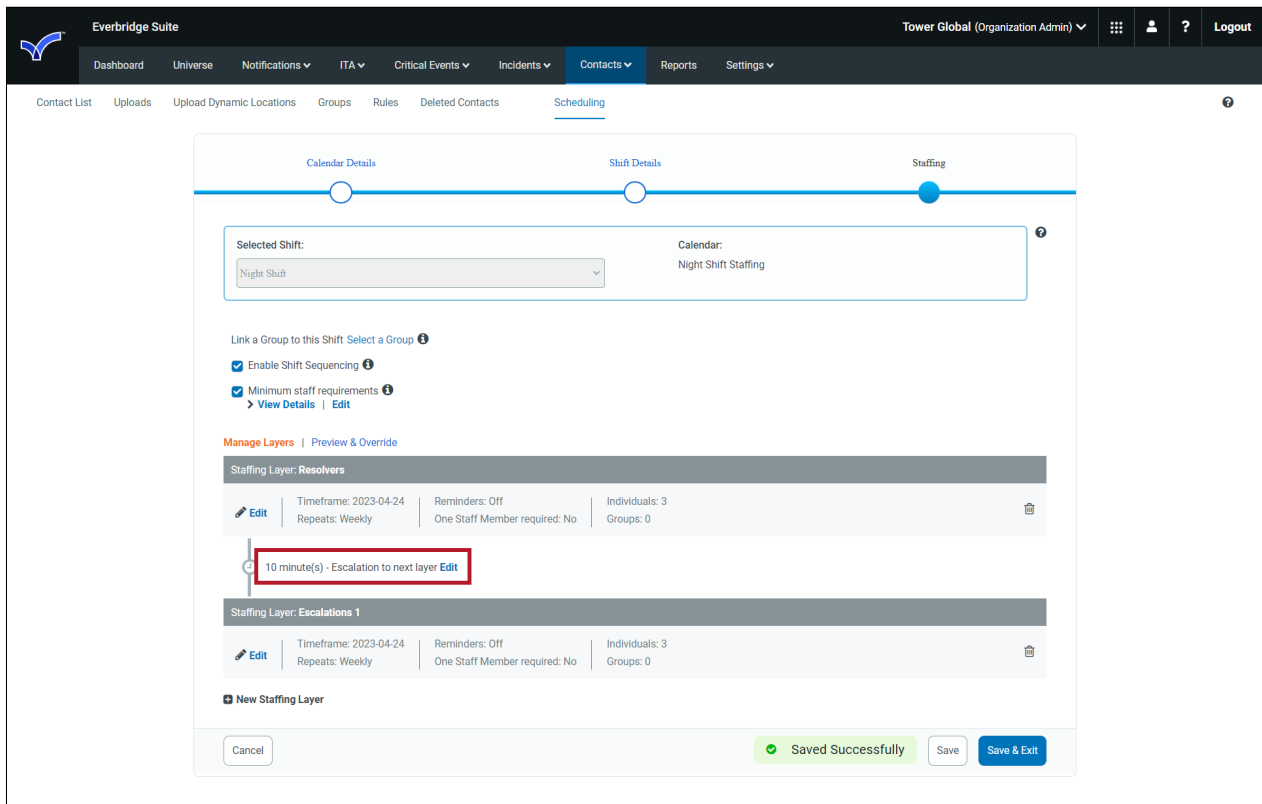 Everbridge Suite
Tower Global (Organization Admin)
?
Logout
Dashboard
Universe
Notifications
ITA
Critical Events
Incidents
Contacts
Reports
Settings
Contact List
Uploads
Upload Dynamic Locations
Groups
Rules
Deleted Contacts
Scheduling
?
Calendar Details
Shift Details
Staffing
Selected Shift:
Night Shift
Calendar:
Night Shift Staffing
?
Link a Group to this Shift Select a Group i
Enable Shift Sequencing i
Minimum staff requirements i
View Details | Edit
Manage Layers | Preview & Override
Staffing Layer: Resolvers
Edit
Timeframe: 2023-04-24
Repeats: Weekly
Reminders: Off
One Staff Member required: No
Individuals: 3
Groups: 0
10 minute(s) - Escalation to next layer Edit
Staffing Layer: Escalations 1
Edit
Timeframe: 2023-04-24
Repeats: Weekly
Reminders: Off
One Staff Member required: No
Individuals: 3
Groups: 0
New Staffing Layer
Cancel
Saved Successfully
Save
Save & Exit